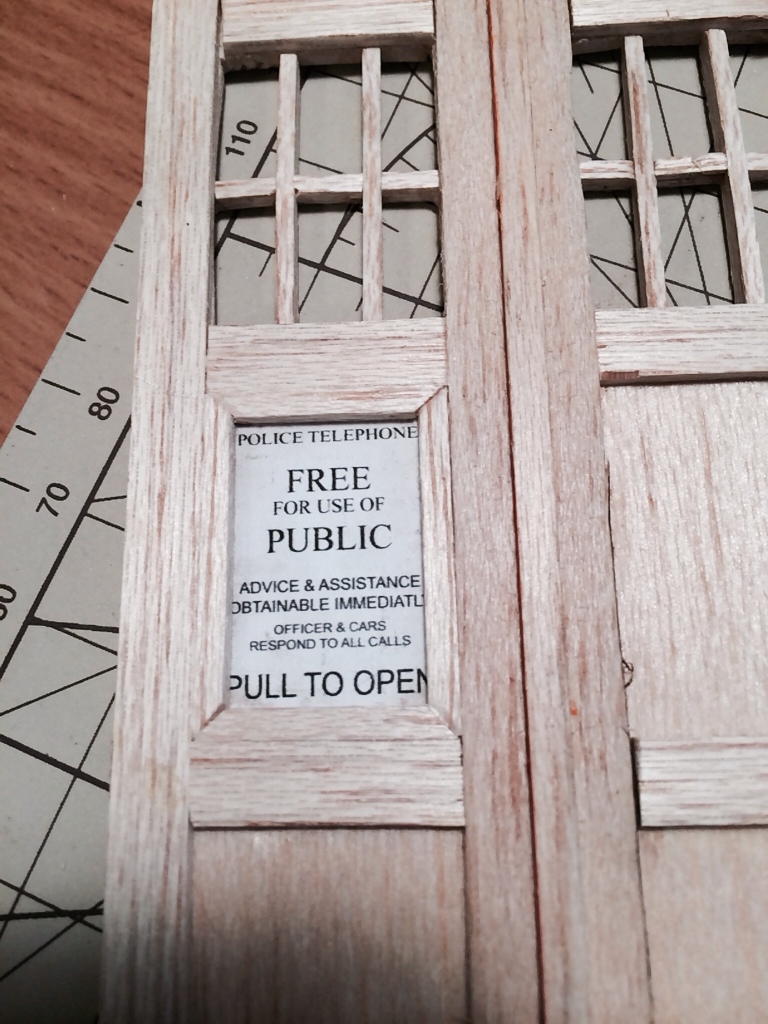 110
80
70
POLICE TELEPHONE
FREE
FOR USE OF
PUBLIC
ADVICE & ASSISTANCE
OBTAINABLE IMMEDIATL
OFFICER & CARS
RESPOND TO ALL CALLS
PULL TO OPEN